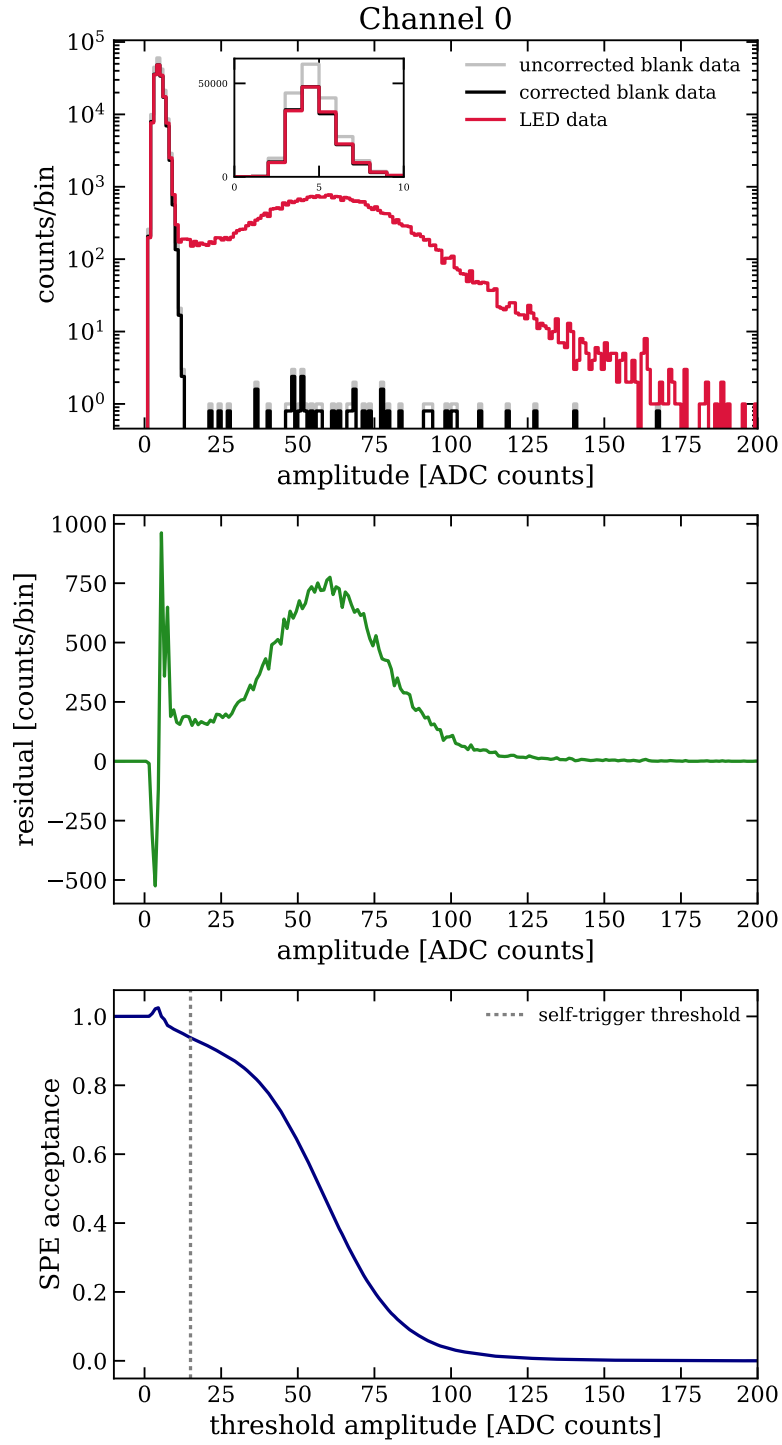 Channel 0
10^5
10^4
10^3
10^2
10^1
10^0
counts/bin
50000
0
0 5 10
uncorrected blank data
corrected blank data
LED data
0 25 50 75 100 125 150 175 200
amplitude [ADC counts]
1000
750
500
250
0
−250
−500
residual [counts/bin]
0 25 50 75 100 125 150 175 200
amplitude [ADC counts]
1.0
0.8
0.6
0.4
0.2
0.0
SPE acceptance
self-trigger threshold
0 25 50 75 100 125 150 175 200
threshold amplitude [ADC counts]